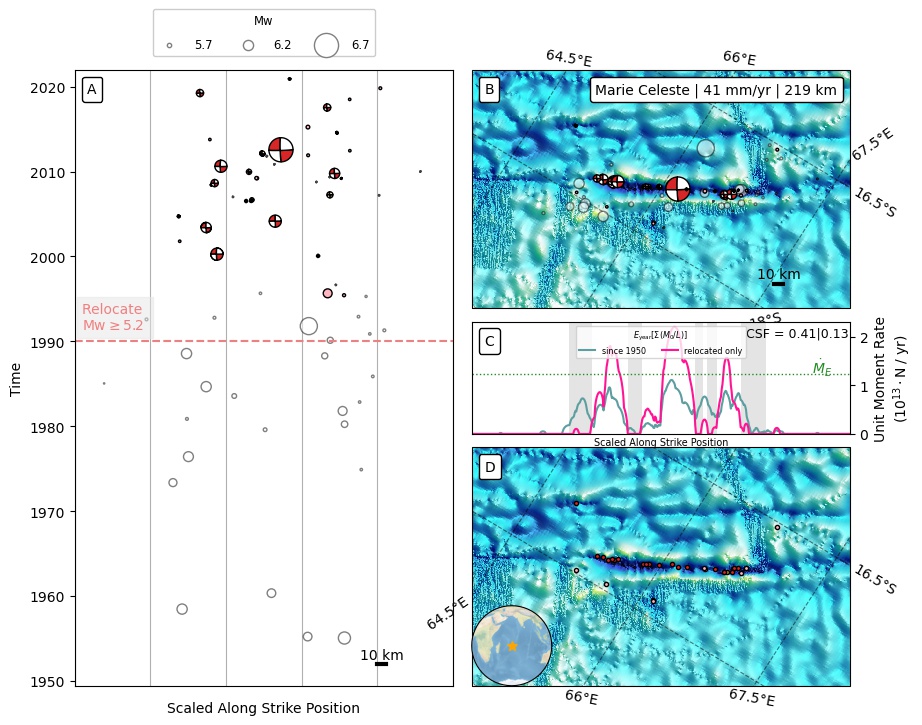 Mw
5.7 6.2 6.7
A
2020
2010
2000
1990
1980
1970
1960
1950
Time
Relocate
Mw ≥ 5.2
10 km
Scaled Along Strike Position
64.5°E 66°E
B
Marie Celeste | 41 mm/yr | 219 km
67.5°E
16.5°S
10 km
18°S
C
E_year[Σ(M_0/L)]
since 1950 relocated only
CSF = 0.41|0.13
Ṁ_E
2
1
0
Unit Moment Rate
(10¹³ · N / yr)
Scaled Along Strike Position
D
16.5°S
64.5°E
66°E 67.5°E